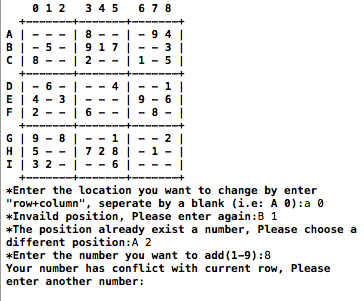 0 1 2   3 4 5   6 7 8
+-------+-------+-------+
A | - - - | 8 - - | - 9 4 |
B | - 5 - | 9 1 7 | - - 3 |
C | 8 - - | 2 - - | 1 - 5 |
+-------+-------+-------+
D | - 6 - | - - 4 | - - 1 |
E | 4 - 3 | - - - | 9 - 6 |
F | 2 - - | 6 - - | - 8 - |
+-------+-------+-------+
G | 9 - 8 | - - 1 | - - 2 |
H | 5 - - | 7 2 8 | - 1 - |
I | 3 2 - | - - 6 | - - - |
+-------+-------+-------+
*Enter the location you want to change by enter
"row+column", seperate by a blank (i.e: A 0):a 0
*Invaild position, Please enter again:B 1
*The position already exist a number, Please choose a
different position:A 2
*Enter the number you want to add(1-9):8
Your number has conflict with current row, Please
enter another number: